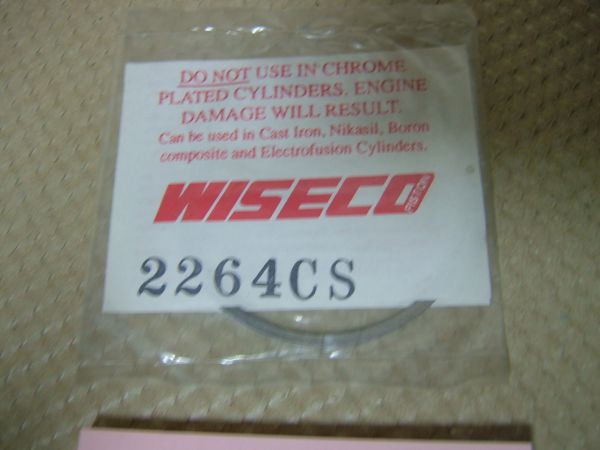 DO NOT USE IN CHROME
PLATED CYLINDERS. ENGINE
DAMAGE WILL RESULT.
Can be used in Cast Iron, Nikasil, Boron
composite and Electrofusion Cylinders.
WISECO
PISTON
2264CS